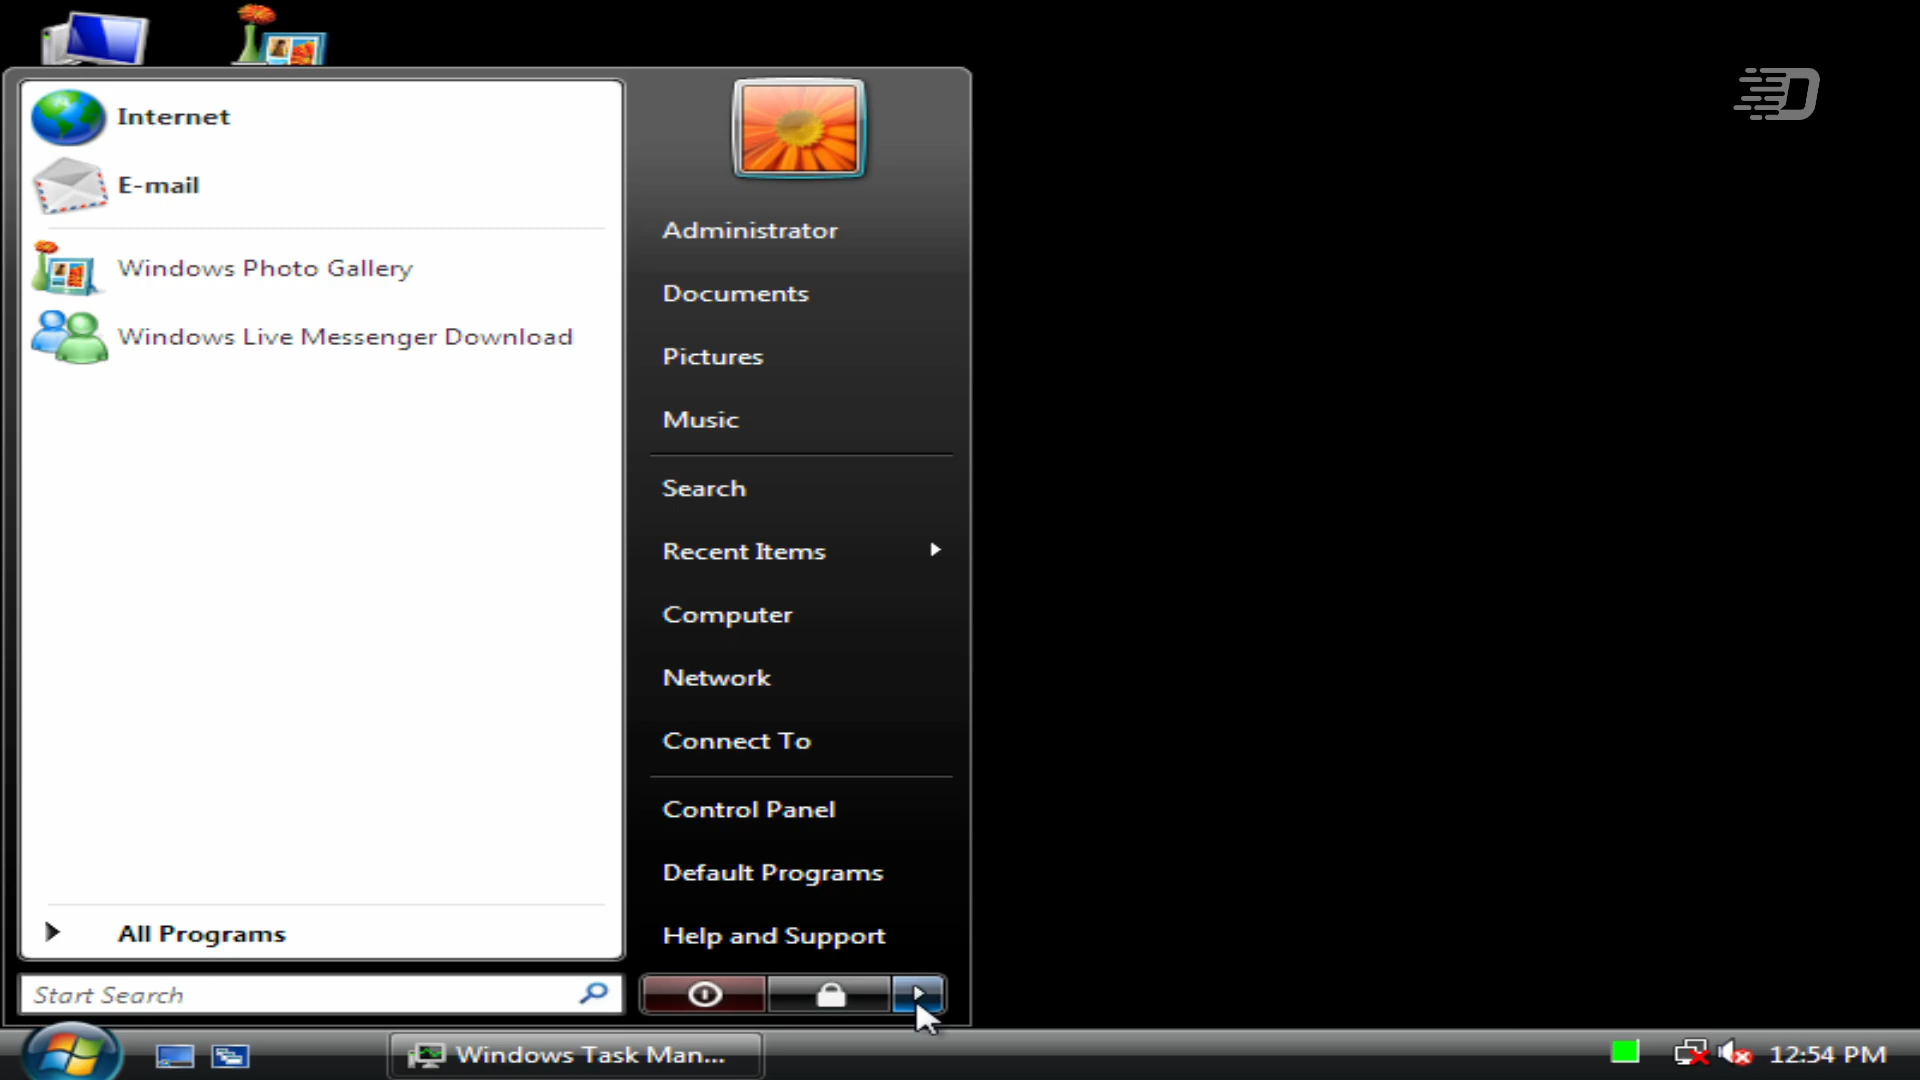 Internet
E-mail
Windows Photo Gallery
Windows Live Messenger Download
All Programs
Start Search
Administrator
Documents
Pictures
Music
Search
Recent Items
Computer
Network
Connect To
Control Panel
Default Programs
Help and Support
Windows Task Man...
12:54 PM
D